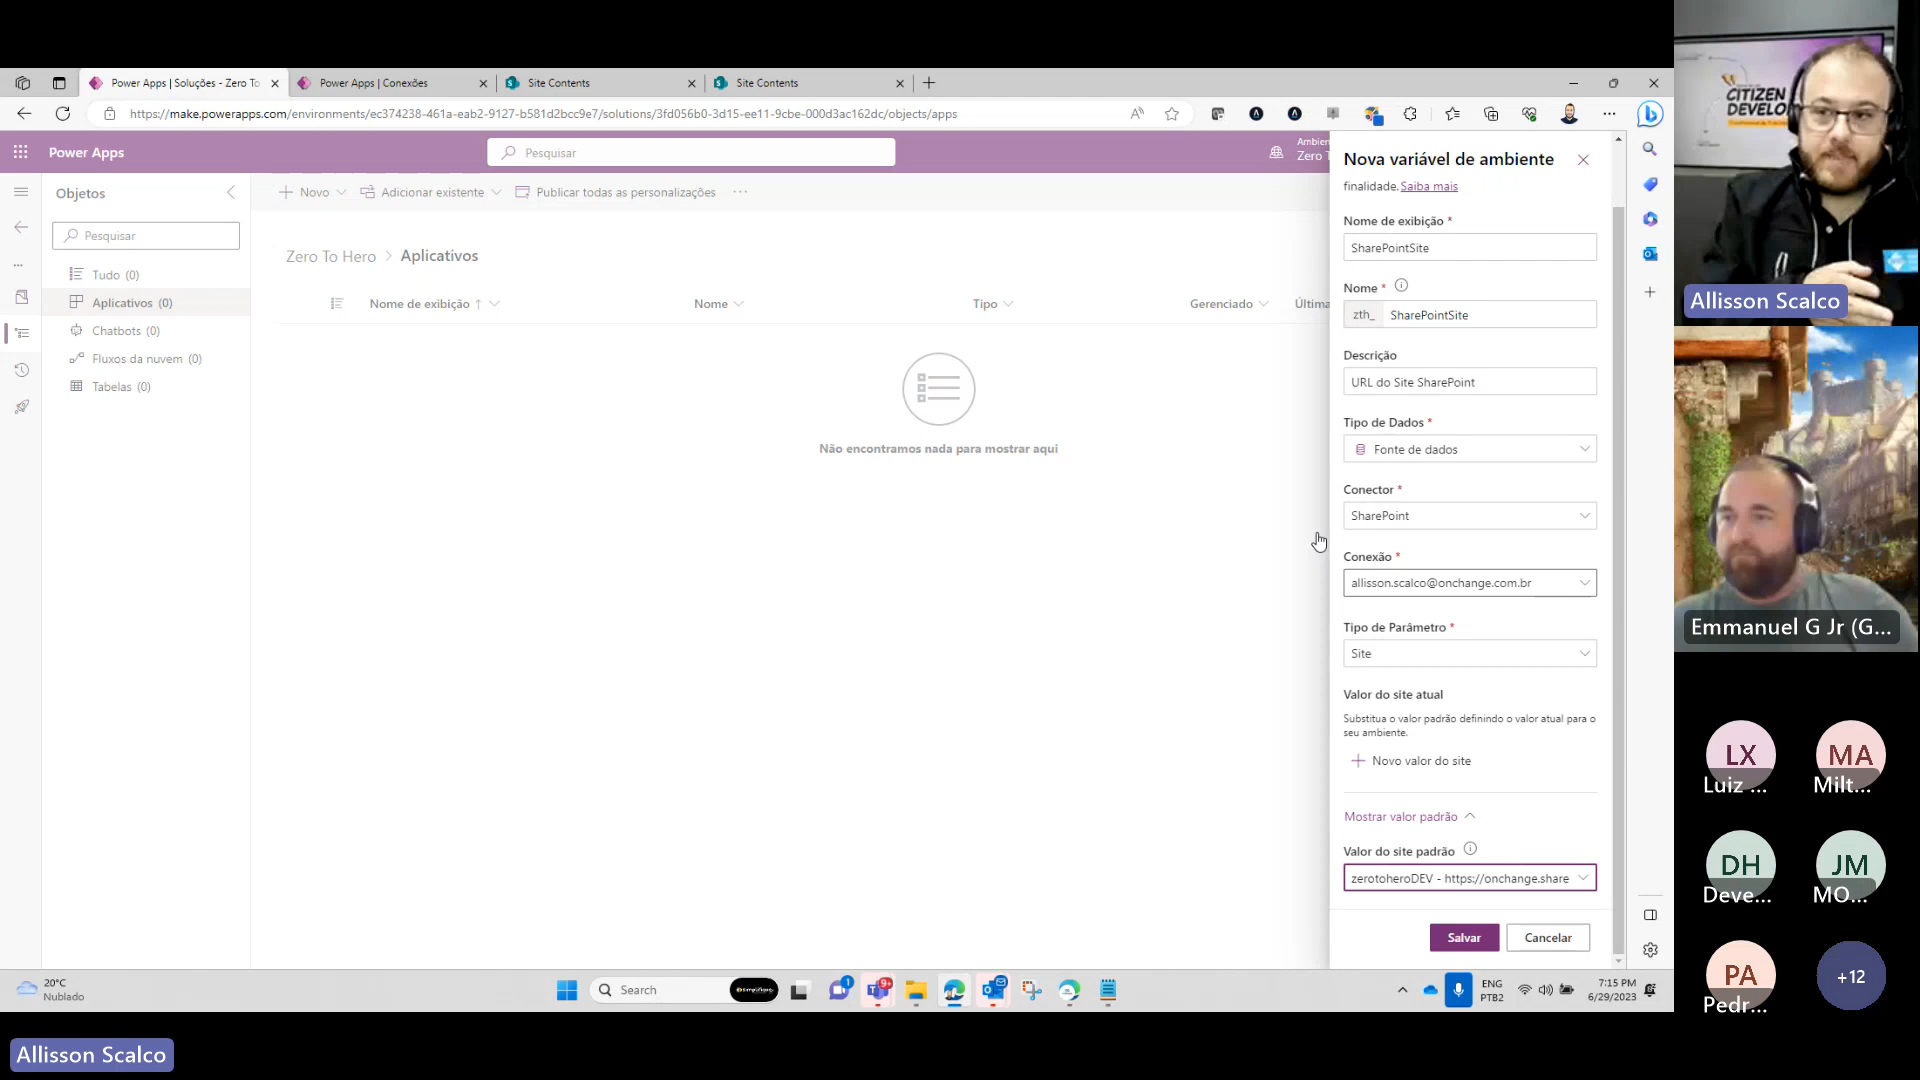 Power Apps | Soluções - Zero To
Power Apps | Conexões
Site Contents
Site Contents
https://make.powerapps.com/environments/ec374238-461a-eab2-9127-b581d2bcc9e7/solutions/3fd056b0-3d15-ee11-9cbe-000d3ac162dc/objects/apps
Power Apps
Pesquisar
Ambien
Zero T
Objetos
Pesquisar
Tudo (0)
Aplicativos (0)
Chatbots (0)
Fluxos da nuvem (0)
Tabelas (0)
Novo
Adicionar existente
Publicar todas as personalizações
Zero To Hero > Aplicativos
Nome de exibição ↑
Nome
Tipo
Gerenciado
Última
Não encontramos nada para mostrar aqui
Nova variável de ambiente
finalidade. Saiba mais
Nome de exibição *
SharePointSite
Nome *
zth_ SharePointSite
Descrição
URL do Site SharePoint
Tipo de Dados *
Fonte de dados
Conector *
SharePoint
Conexão *
allisson.scalco@onchange.com.br
Tipo de Parâmetro *
Site
Valor do site atual
Substitua o valor padrão definindo o valor atual para o
seu ambiente.
Novo valor do site
Mostrar valor padrão
Valor do site padrão
zerotoheroDEV - https://onchange.share
Salvar
Cancelar
20°C
Nublado
Search
1
9+
ENG
PTB2
7:15 PM
6/29/2023
CITIZEN
DEVELO
Allisson Scalco
Emmanuel G Jr (G...
LX
Luiz ...
MA
Milt...
DH
Deve...
JM
MO...
PA
Pedr...
+12
Allisson Scalco